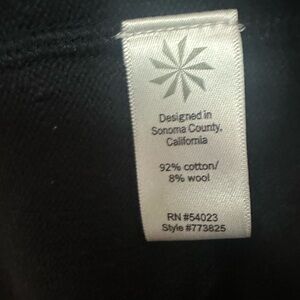 Designed in
Sonoma County,
California
92% cotton/
8% wool
RN #54023
Style #773825